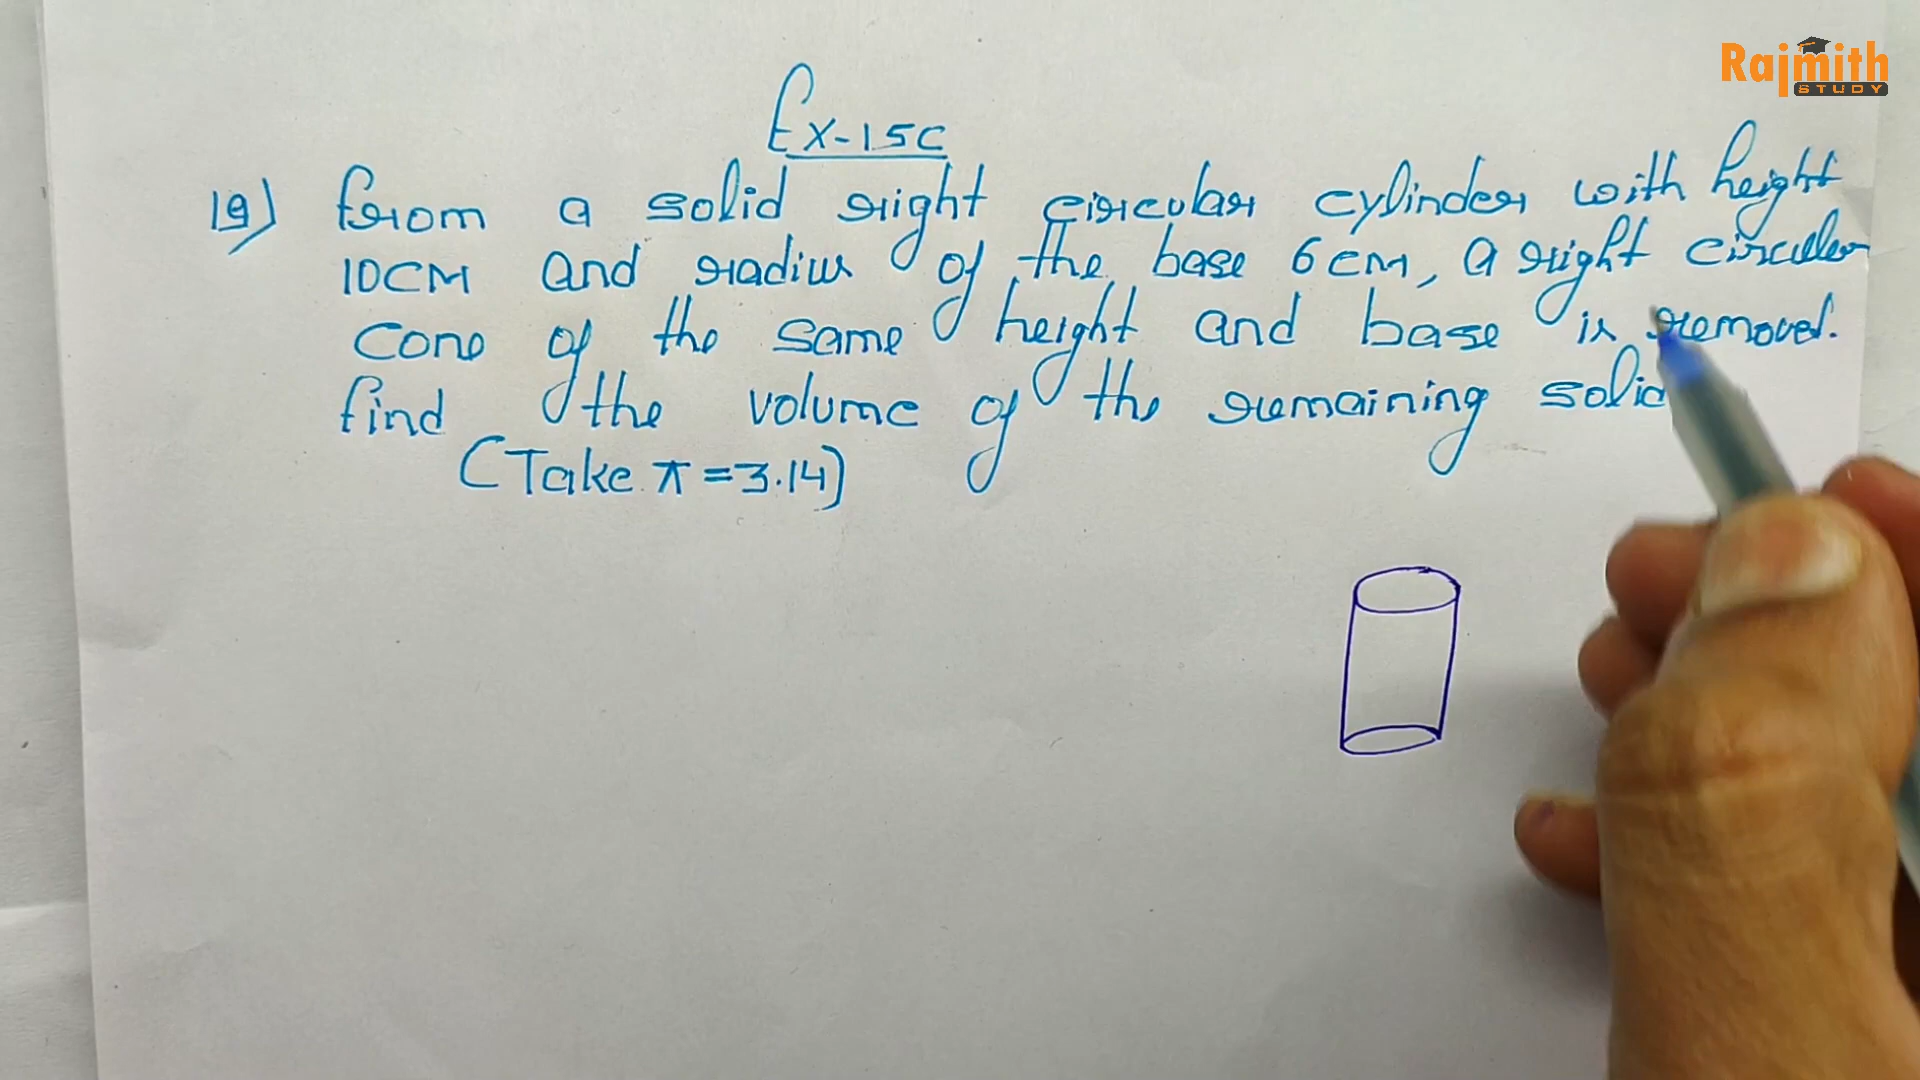 Rajmith
STUDY
Ex-15C
19) from a solid right circular cylinder with height
10CM and radius of the base 6cm, a right circular
cone of the same height and base is removed.
find the volume of the remaining solid
(Take π=3.14)